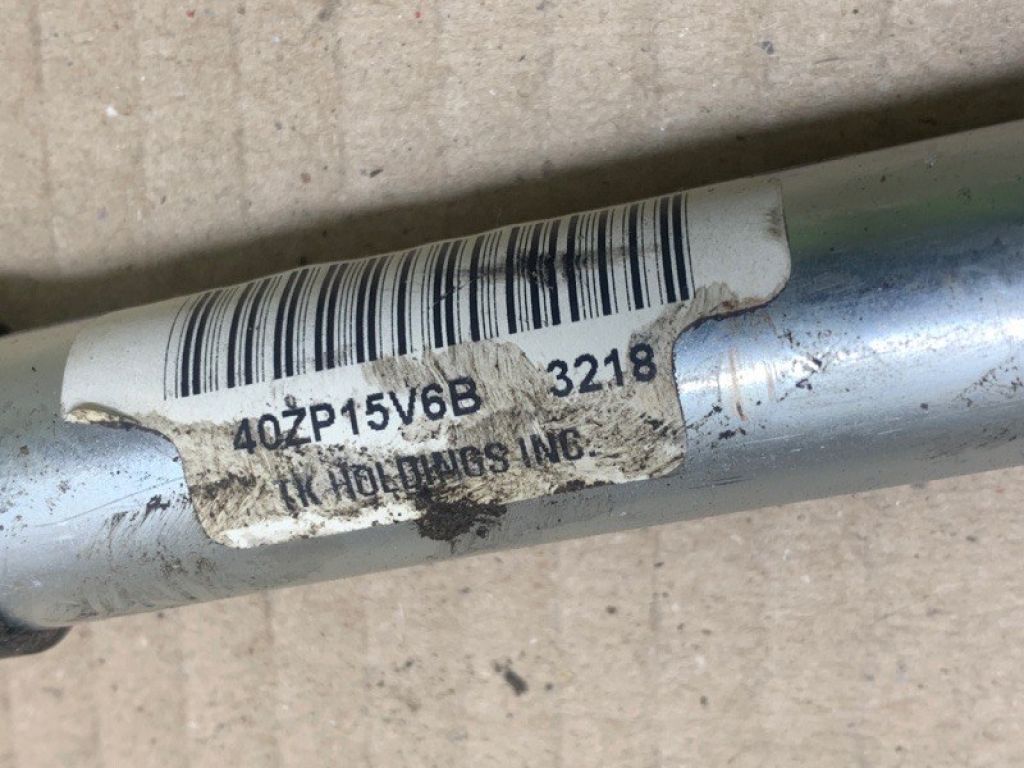 40ZP15V6B 3218
TK HOLDINGS INC.